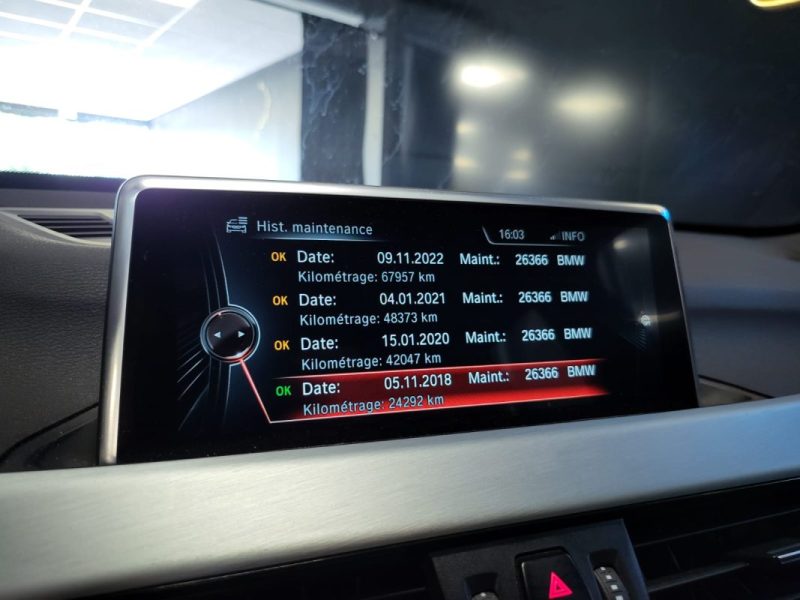 Hist. maintenance 16:03 INFO
OK Date: 09.11.2022 Maint.: 26366 BMW
Kilométrage: 67957 km
OK Date: 04.01.2021 Maint.: 26366 BMW
Kilométrage: 48373 km
OK Date: 15.01.2020 Maint.: 26366 BMW
Kilométrage: 42047 km
OK Date: 05.11.2018 Maint.: 26366 BMW
Kilométrage: 24292 km